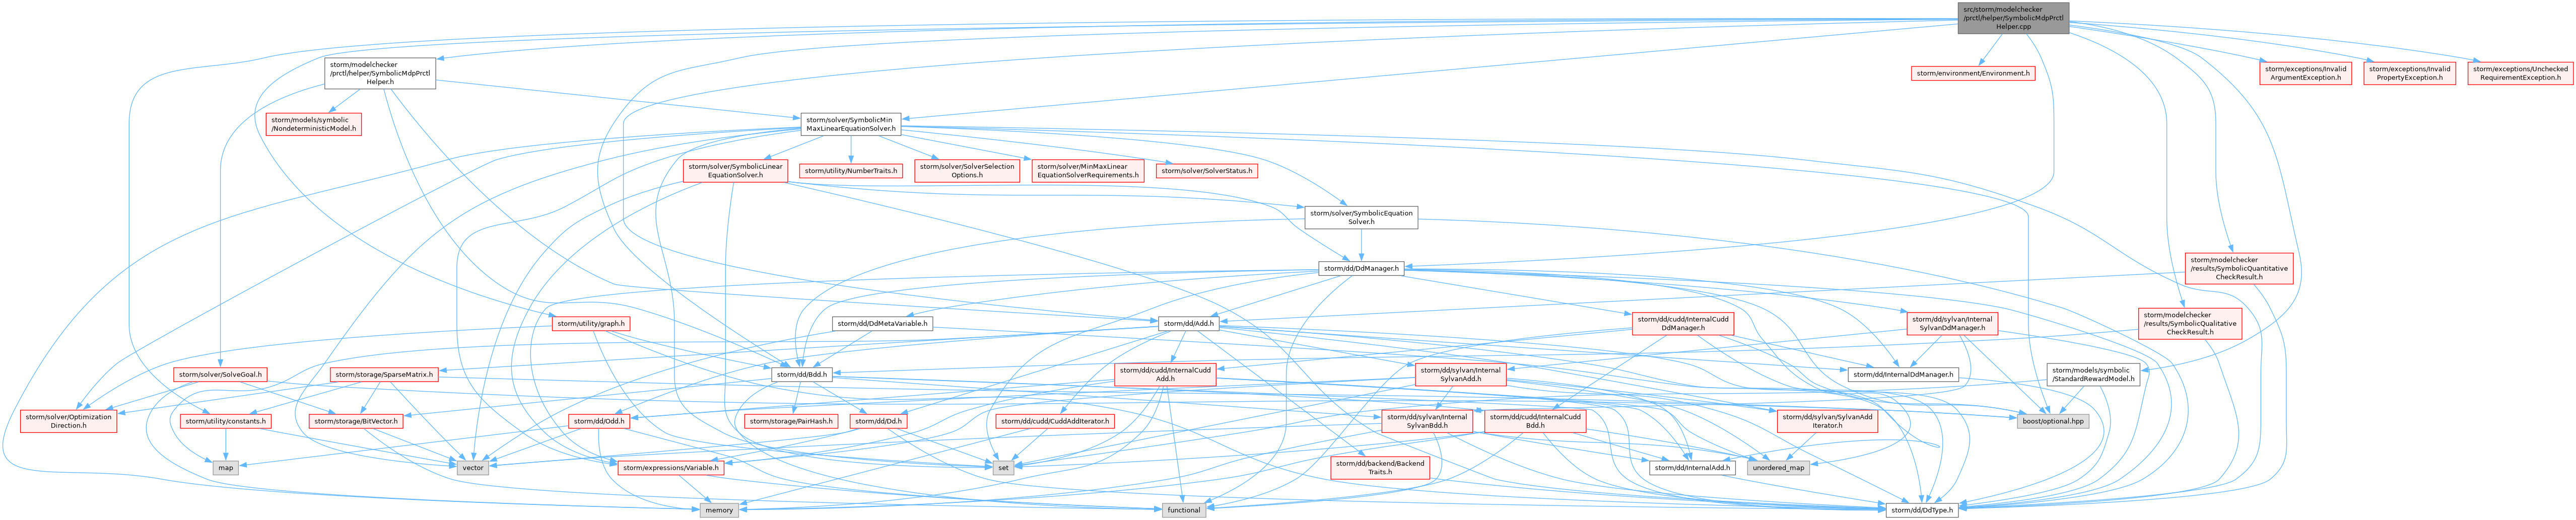 src/storm/modelchecker
/prctl/helper/SymbolicMdpPrctl
Helper.cpp
storm/modelchecker
/prctl/helper/SymbolicMdpPrctl
Helper.h
storm/environment/Environment.h
storm/exceptions/Invalid
ArgumentException.h
storm/exceptions/Invalid
PropertyException.h
storm/exceptions/Unchecked
RequirementException.h
storm/models/symbolic
/NondeterministicModel.h
storm/solver/SymbolicMin
MaxLinearEquationSolver.h
storm/solver/SymbolicLinear
EquationSolver.h
storm/utility/NumberTraits.h
storm/solver/SolverSelection
Options.h
storm/solver/MinMaxLinear
EquationSolverRequirements.h
storm/solver/SolverStatus.h
storm/solver/SymbolicEquation
Solver.h
storm/dd/DdManager.h
storm/modelchecker
/results/SymbolicQuantitative
CheckResult.h
storm/utility/graph.h
storm/dd/DdMetaVariable.h
storm/dd/Add.h
storm/dd/cudd/InternalCudd
DdManager.h
storm/dd/sylvan/Internal
SylvanDdManager.h
storm/modelchecker
/results/SymbolicQualitative
CheckResult.h
storm/solver/SolveGoal.h
storm/storage/SparseMatrix.h
storm/dd/Bdd.h
storm/dd/cudd/InternalCudd
Add.h
storm/dd/sylvan/Internal
SylvanAdd.h
storm/dd/InternalDdManager.h
storm/models/symbolic
/StandardRewardModel.h
storm/solver/Optimization
Direction.h
storm/utility/constants.h
storm/storage/BitVector.h
storm/dd/Odd.h
storm/storage/PairHash.h
storm/dd/Dd.h
storm/dd/cudd/CuddAddIterator.h
storm/dd/sylvan/Internal
SylvanBdd.h
storm/dd/cudd/InternalCudd
Bdd.h
storm/dd/sylvan/SylvanAdd
Iterator.h
boost/optional.hpp
map
vector
storm/expressions/Variable.h
set
storm/dd/backend/Backend
Traits.h
storm/dd/InternalAdd.h
unordered_map
memory
functional
storm/dd/DdType.h